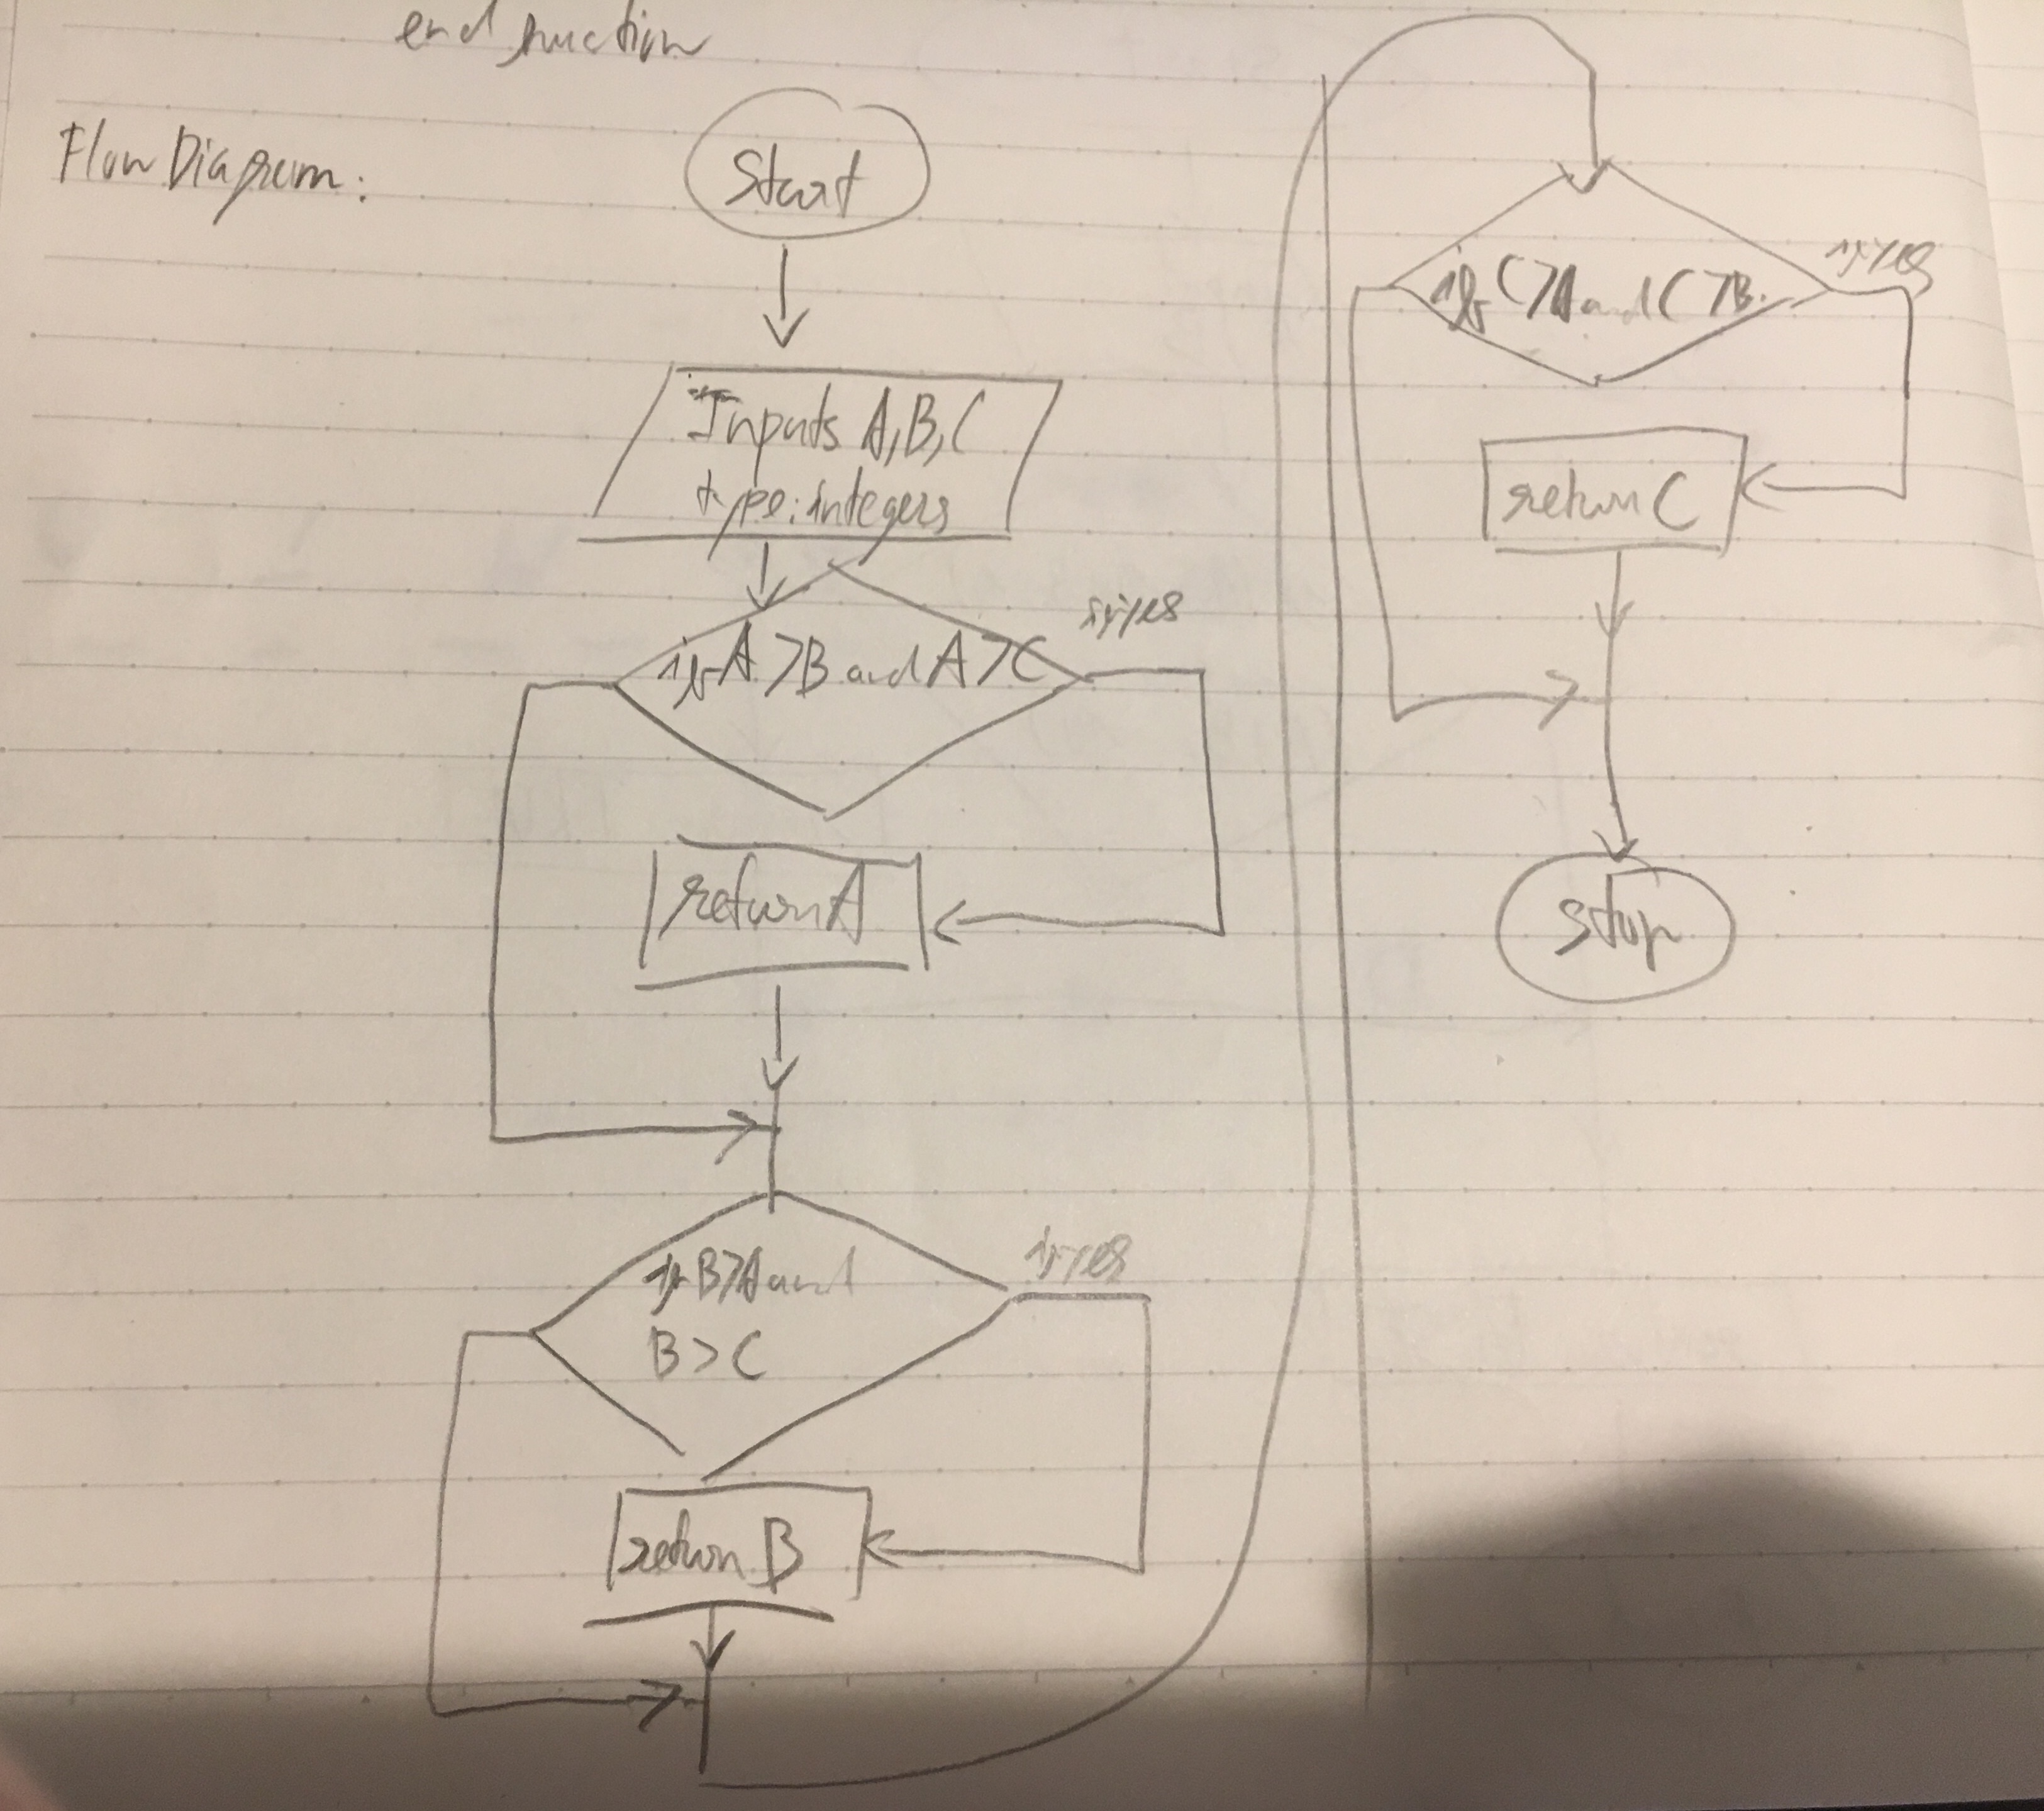 end function
Flow Diagram:
Start
Inputs A, B, C
type: integers
if A > B and A > C
if yes
return A
if B > A and
B > C
if yes
return B
if C > A and C > B.
if yes
return C
stop